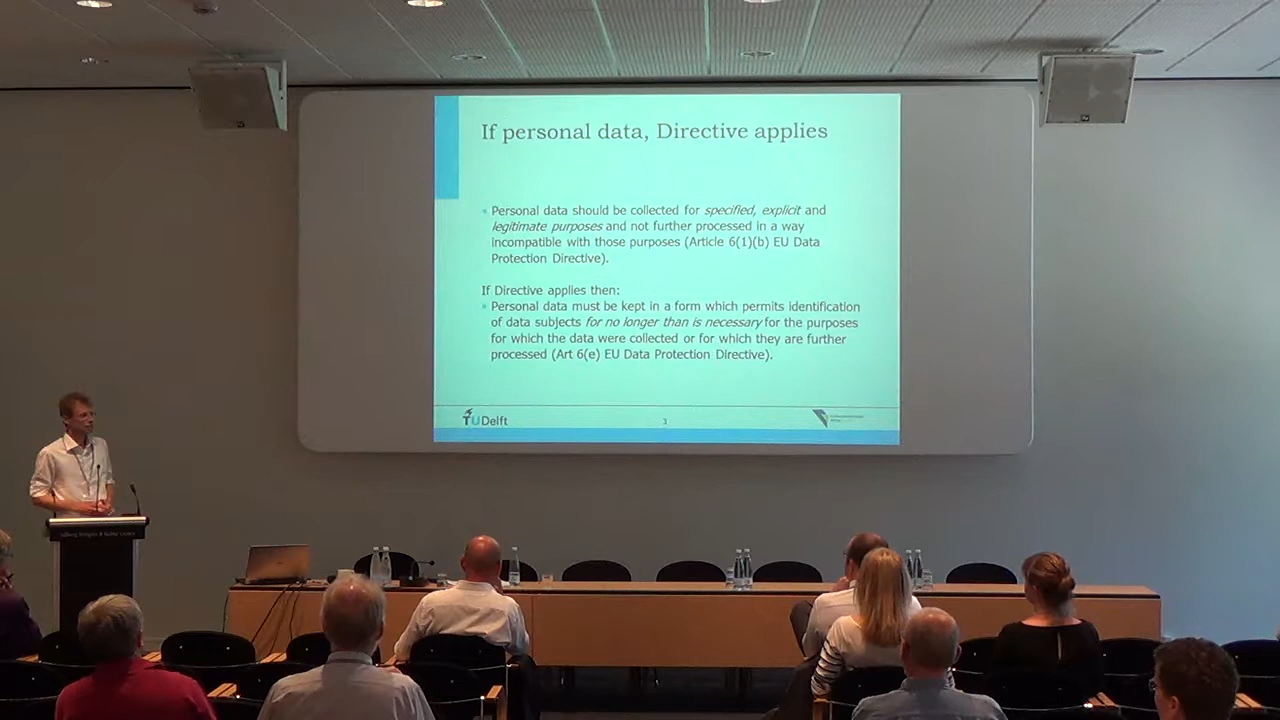 If personal data, Directive applies
Personal data should be collected for specified, explicit and
legitimate purposes and not further processed in a way
incompatible with those purposes (Article 6(1)(b) EU Data
Protection Directive).
If Directive applies then:
Personal data must be kept in a form which permits identification
of data subjects for no longer than is necessary for the purposes
for which the data were collected or for which they are further
processed (Art 6(e) EU Data Protection Directive).
TUDelft
3